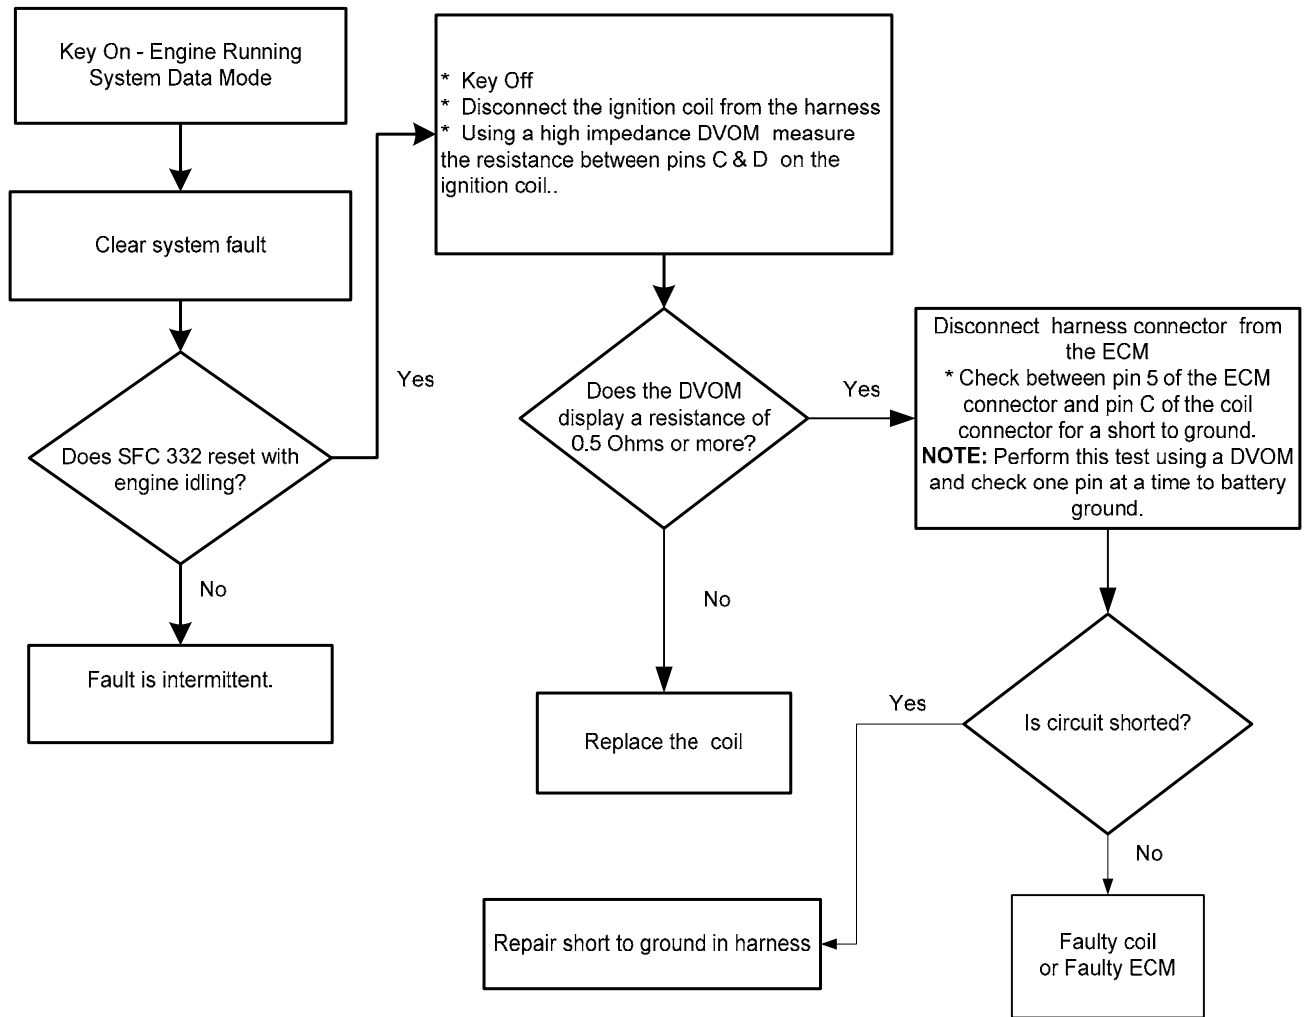 Key On - Engine Running
System Data Mode
Clear system fault
Does SFC 332 reset with
engine idling?
Yes
No
Fault is intermittent.
* Key Off
* Disconnect the ignition coil from the harness
* Using a high impedance DVOM measure
the resistance between pins C & D on the
ignition coil..
Does the DVOM
display a resistance of
0.5 Ohms or more?
Yes
No
Replace the coil
Disconnect harness connector from
the ECM
* Check between pin 5 of the ECM
connector and pin C of the coil
connector for a short to ground.
NOTE: Perform this test using a DVOM
and check one pin at a time to battery
ground.
Is circuit shorted?
Yes
No
Repair short to ground in harness
Faulty coil
or Faulty ECM